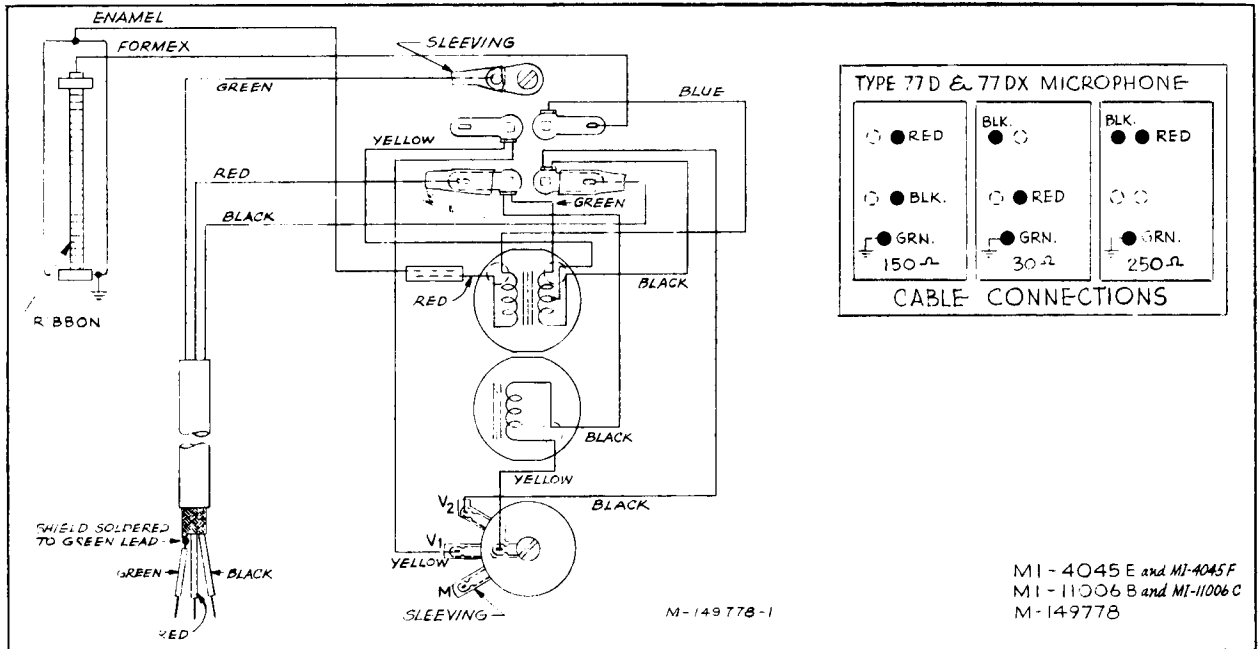 ENAMEL
FORMEX
SLEEVING
GREEN
BLUE
YELLOW
RED
GREEN
BLACK
BLACK
RED
RIBBON
BLACK
YELLOW
V2
BLACK
V1
YELLOW
M
SLEEVING
SHIELD SOLDERED
TO GREEN LEAD
GREEN
BLACK
RED
M-149778-1
TYPE 77D & 77DX MICROPHONE
RED
BLK.
GRN.
150 Ω
BLK.
RED
GRN.
30 Ω
BLK. RED
GRN.
250 Ω
CABLE CONNECTIONS
MI-4045 E and MI-4045 F
MI-11006 B and MI-11006 C
M-149778